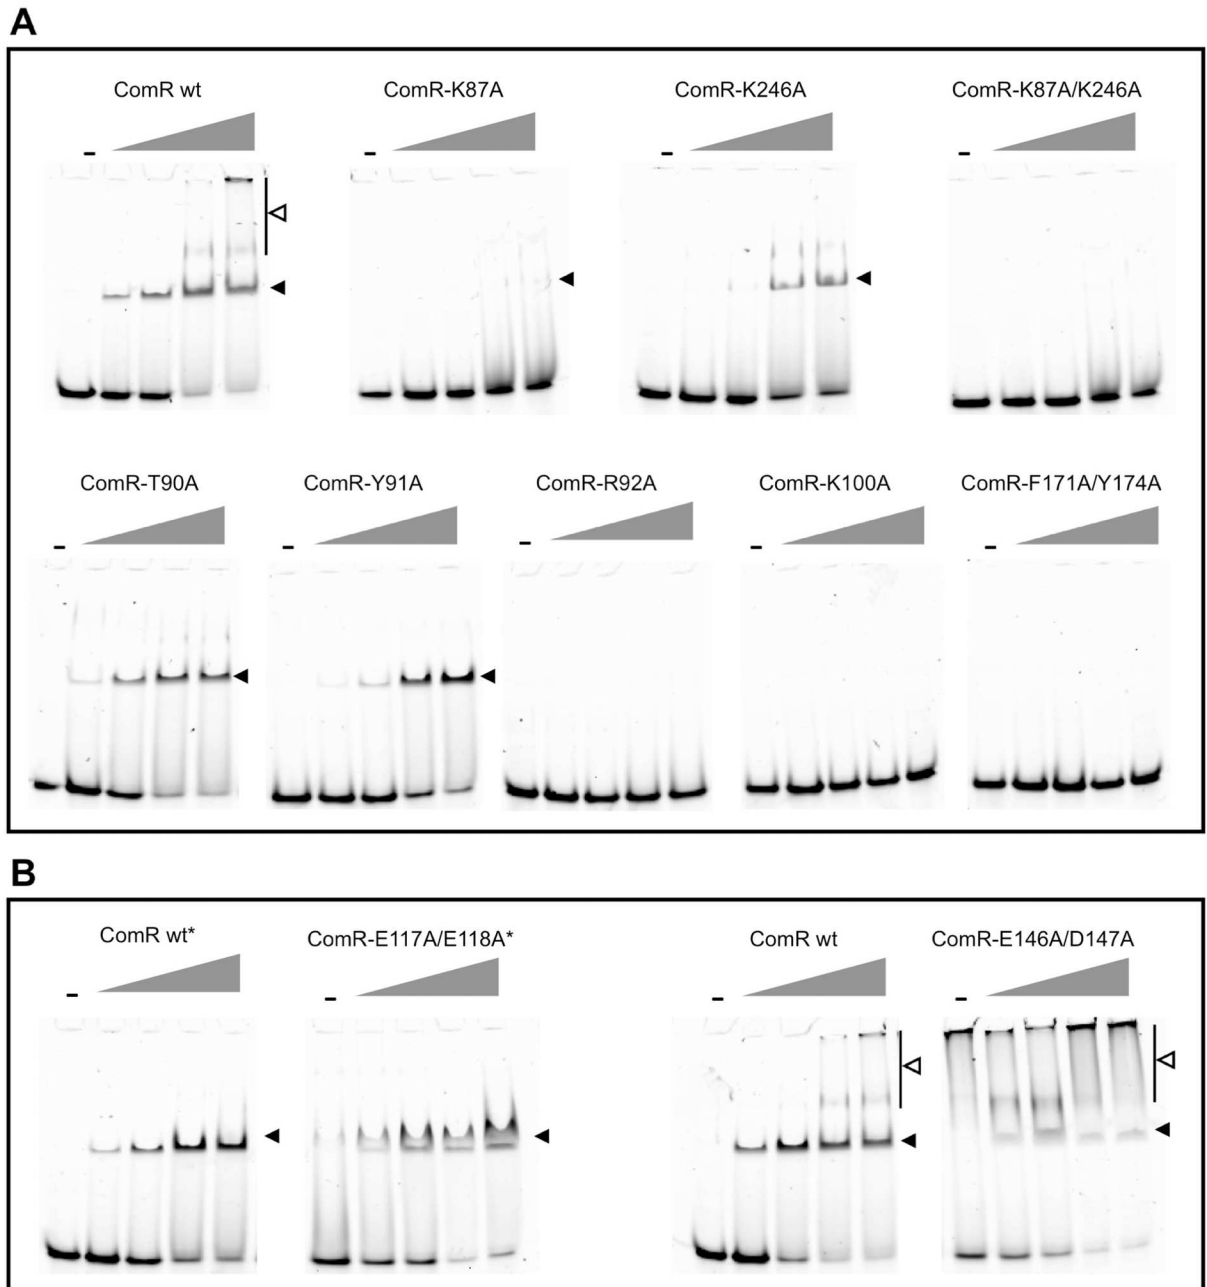 A
ComR wt
ComR-K87A
ComR-K246A
ComR-K87A/K246A
-
-
-
-
ComR-T90A
ComR-Y91A
ComR-R92A
ComR-K100A
ComR-F171A/Y174A
-
-
-
-
-
B
ComR wt*
ComR-E117A/E118A*
ComR wt
ComR-E146A/D147A
-
-
-
-